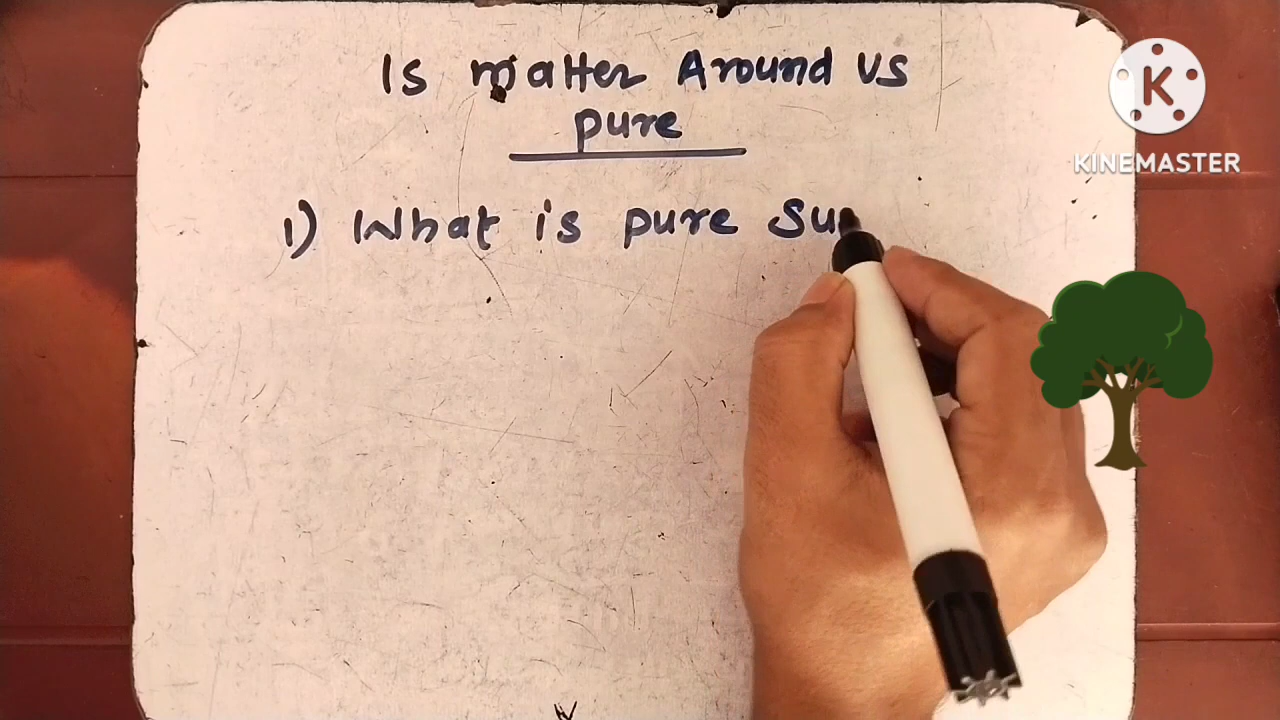 Is matter Around us
pure
1) What is pure Su
K
KINEMASTER